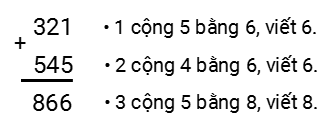 321 • 1 cộng 5 bằng 6, viết 6.
+
545 • 2 cộng 4 bằng 6, viết 6.
866 • 3 cộng 5 bằng 8, viết 8.